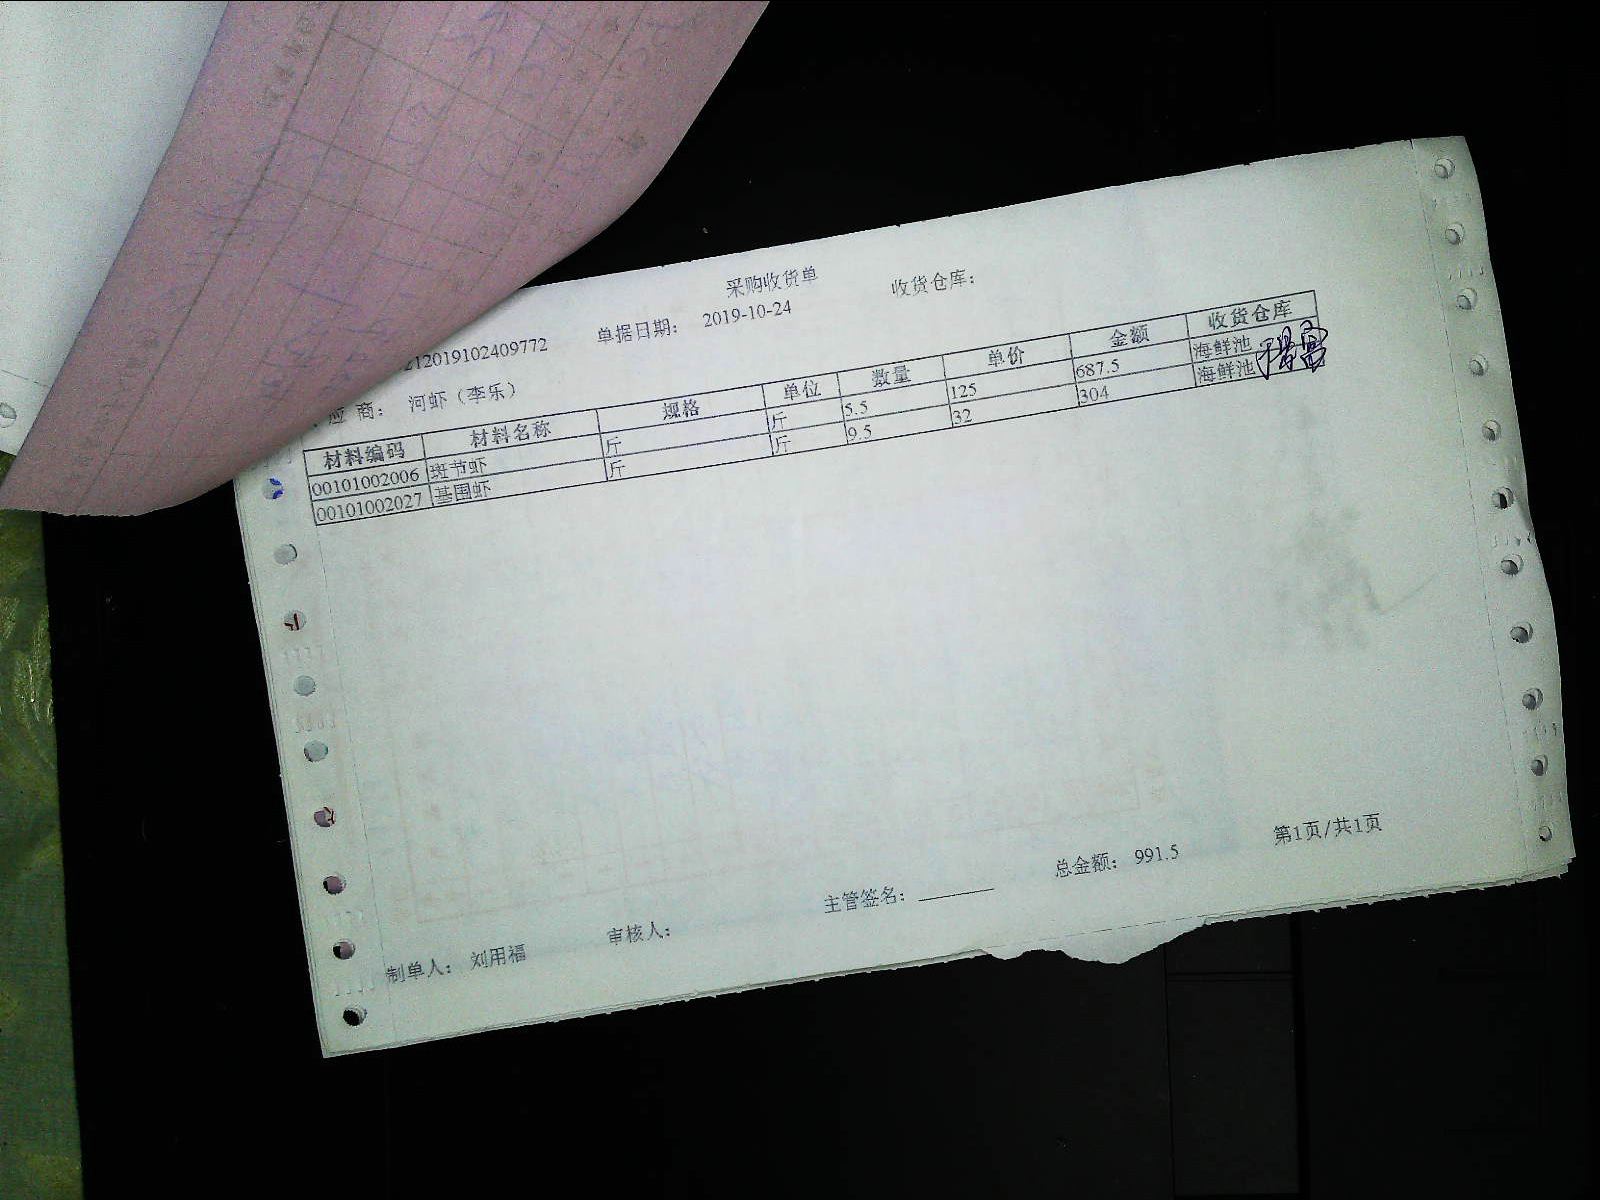 采购收货单
收货仓库：
212019102409772 单据日期： 2019-10-24
应 商： 河虾（李乐）
材料编码 材料名称 规格 单位 数量 单价 金额 收货仓库
00101002006 斑节虾 斤 斤 5.5 125 687.5 海鲜池
00101002027 基围虾 斤 斤 9.5 32 304 海鲜池
总金额： 991.5 第1页/共1页
制单人： 刘用福 审核人： 主管签名：